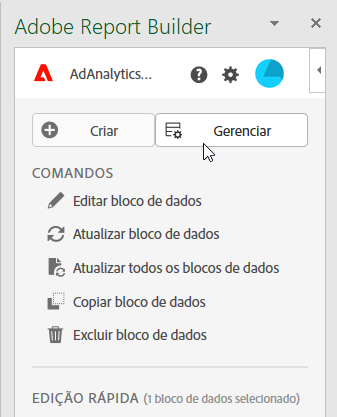 Adobe Report Builder
AdAnalytics...
Criar
Gerenciar
COMANDOS
Editar bloco de dados
Atualizar bloco de dados
Atualizar todos os blocos de dados
Copiar bloco de dados
Excluir bloco de dados
EDIÇÃO RÁPIDA (1 bloco de dados selecionado)